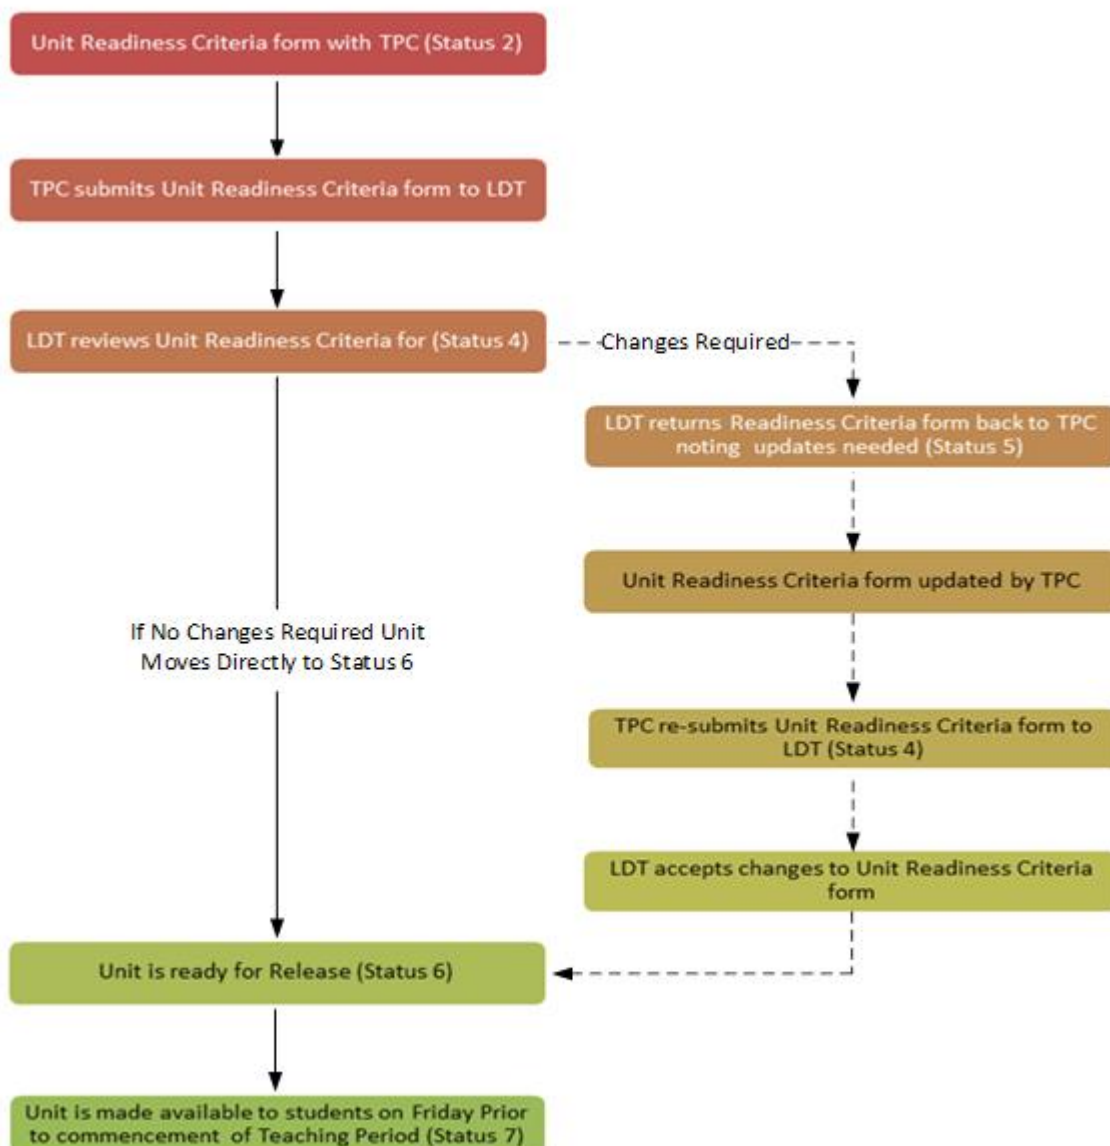 Unit Readiness Criteria form with TPC (Status 2)
TPC submits Unit Readiness Criteria form to LDT
LDT reviews Unit Readiness Criteria for (Status 4)
Changes Required
LDT returns Readiness Criteria form back to TPC
noting updates needed (Status 5)
Unit Readiness Criteria form updated by TPC
If No Changes Required Unit
Moves Directly to Status 6
TPC re-submits Unit Readiness Criteria form to
LDT (Status 4)
LDT accepts changes to Unit Readiness Criteria
form
Unit is ready for Release (Status 6)
Unit is made available to students on Friday Prior
to commencement of Teaching Period (Status 7)